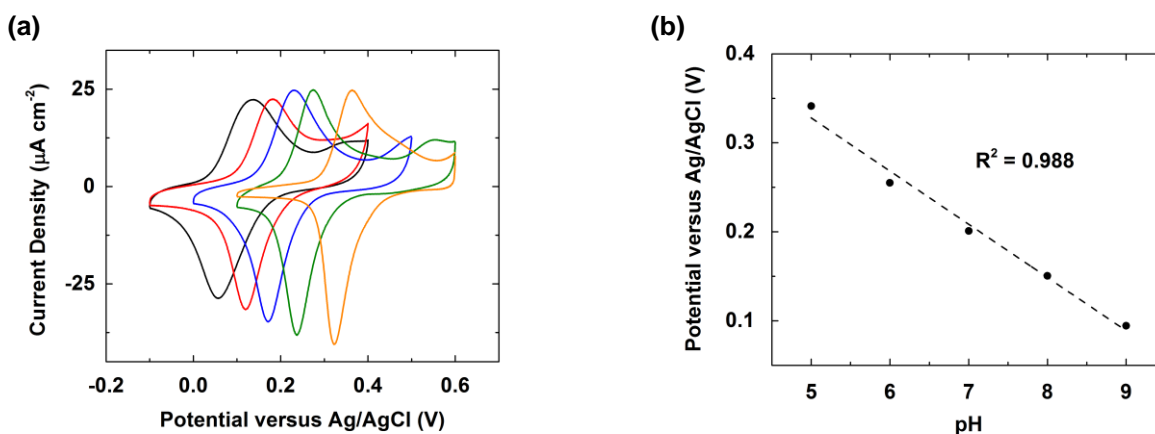 (a)
Current Density (µA cm⁻²)
25
0
-25
-0.2 0.0 0.2 0.4 0.6
Potential versus Ag/AgCl (V)
(b)
Potential versus Ag/AgCl (V)
0.4
0.3
0.2
0.1
R² = 0.988
5 6 7 8 9
pH